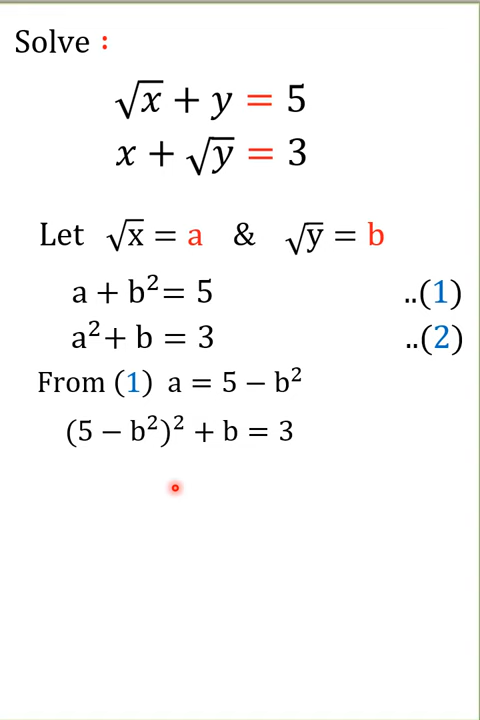 Solve :
√x + y = 5
x + √y = 3
Let √x = a & √y = b
a + b² = 5 ..(1)
a² + b = 3 ..(2)
From (1) a = 5 − b²
(5 − b²)² + b = 3